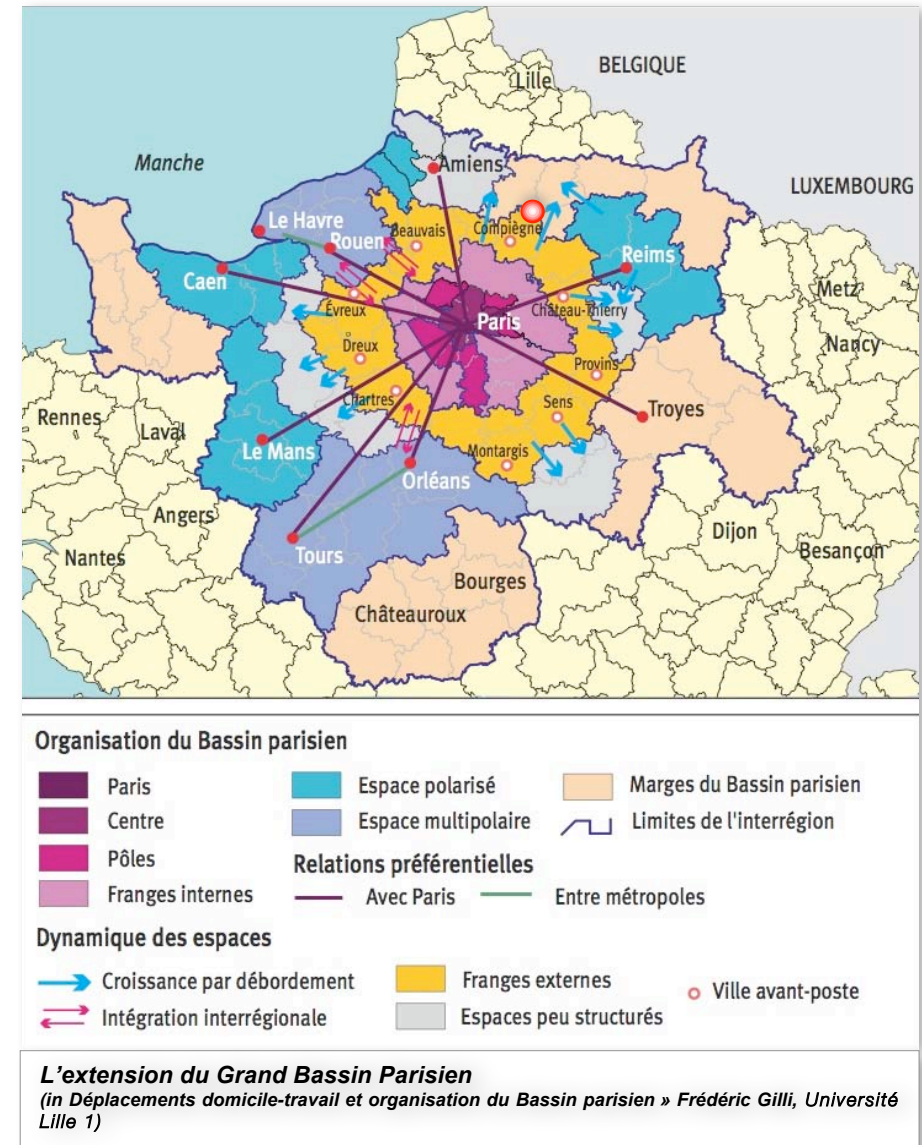 Lille
BELGIQUE
Manche
Amiens
LUXEMBOURG
Le Havre
Rouen
Beauvais
Compiègne
Caen
Reims
Évreux
Paris
Château-Thierry
Metz
Dreux
Nancy
Provins
Chartres
Sens
Troyes
Rennes
Laval
Le Mans
Montargis
Orléans
Angers
Dijon
Nantes
Tours
Besançon
Bourges
Châteauroux
Organisation du Bassin parisien
Paris
Espace polarisé
Marges du Bassin parisien
Centre
Espace multipolaire
Limites de l'interrégion
Pôles
Relations préférentielles
Franges internes
Avec Paris
Entre métropoles
Dynamique des espaces
Croissance par débordement
Franges externes
Ville avant-poste
Intégration interrégionale
Espaces peu structurés
L’extension du Grand Bassin Parisien
(in Déplacements domicile-travail et organisation du Bassin parisien » Frédéric Gilli, Université
Lille 1)